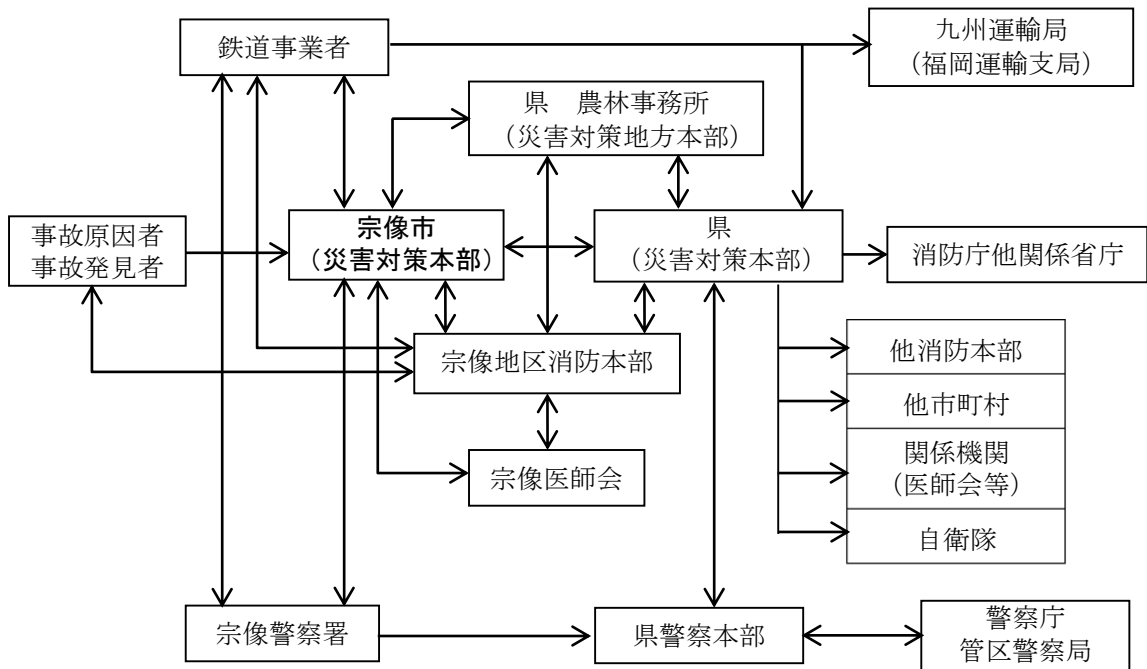 鉄道事業者
九州運輸局
（福岡運輸支局）
県　農林事務所
（災害対策地方本部）
事故原因者
事故発見者
宗像市
（災害対策本部）
県
（災害対策本部）
消防庁他関係省庁
宗像地区消防本部
他消防本部
他市町村
関係機関
（医師会等）
自衛隊
宗像医師会
宗像警察署
県警察本部
警察庁
管区警察局